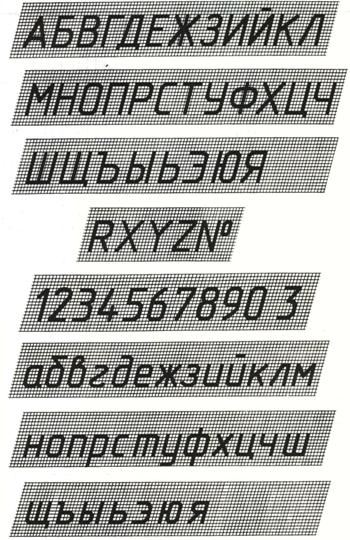 АБВГДЕЖЗИЙКЛ
МНОПРСТУФХЦЧ
ШЩЪЫЬЭЮЯ
RXYZ№
1234567890 3
абвгдежзийклм
нопрстуфхцчш
щъыьэюя